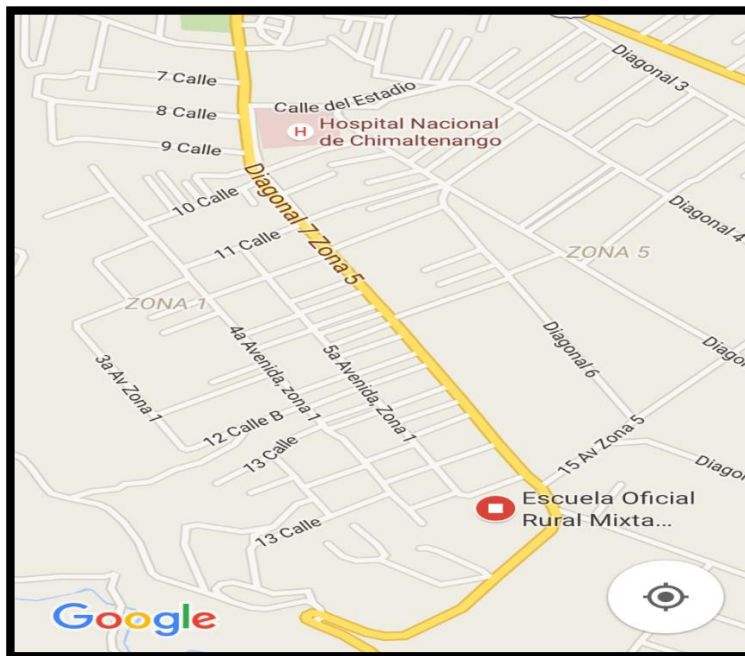 Diagonal 3
7 Calle
Calle del Estadio
8 Calle
H
Hospital Nacional
de Chimaltenango
9 Calle
Diagonal 7 Zona 5
10 Calle
Diagonal 4
11 Calle
ZONA 5
ZONA 1
Diagonal 6
4a Avenida, zona 1
5a Avenida, Zona 1
Diagon
3a Av Zona 1
12 Calle B
13 Calle
15 Av Zona 5
Diagon
Escuela Oficial
Rural Mixta...
13 Calle
Google